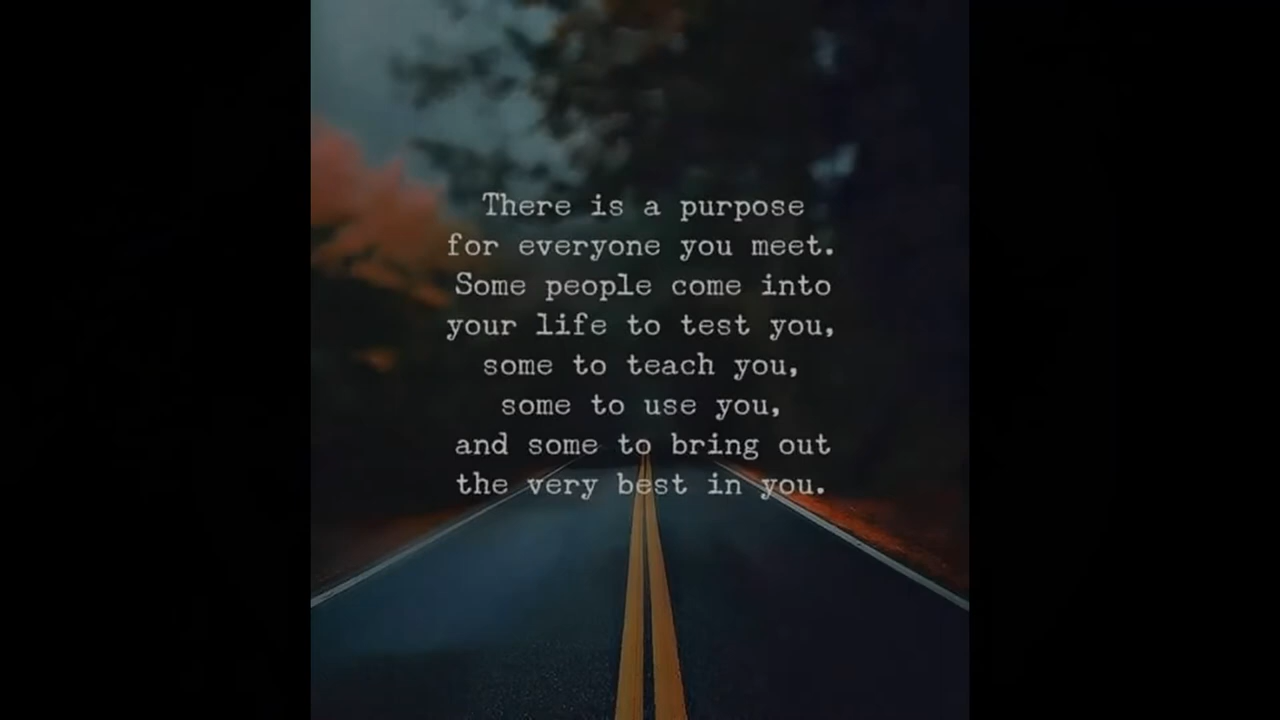 There is a purpose
for everyone you meet.
Some people come into
your life to test you,
some to teach you,
some to use you,
and some to bring out
the very best in you.